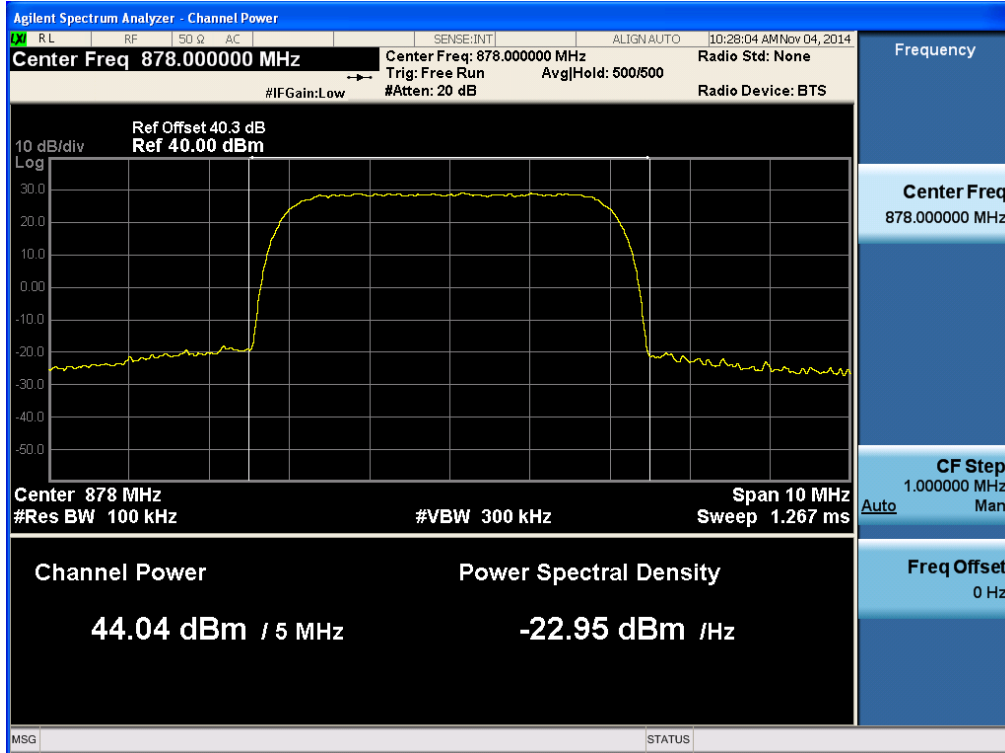 Agilent Spectrum Analyzer - Channel Power
LXI RL RF 50 Ω AC SENSE:INT ALIGN AUTO 10:28:04 AM Nov 04, 2014
Center Freq 878.000000 MHz
Center Freq: 878.000000 MHz
Radio Std: None
Trig: Free Run Avg|Hold: 500/500
#IFGain:Low
#Atten: 20 dB
Radio Device: BTS
Frequency
Ref Offset 40.3 dB
10 dB/div Ref 40.00 dBm
Log
30.0
20.0
10.0
0.00
-10.0
-20.0
-30.0
-40.0
-50.0
Center 878 MHz Span 10 MHz
#Res BW 100 kHz #VBW 300 kHz Sweep 1.267 ms
Channel Power Power Spectral Density
44.04 dBm / 5 MHz -22.95 dBm /Hz
Center Freq
878.000000 MHz
CF Step
1.000000 MHz
Auto Man
Freq Offset
0 Hz
MSG STATUS